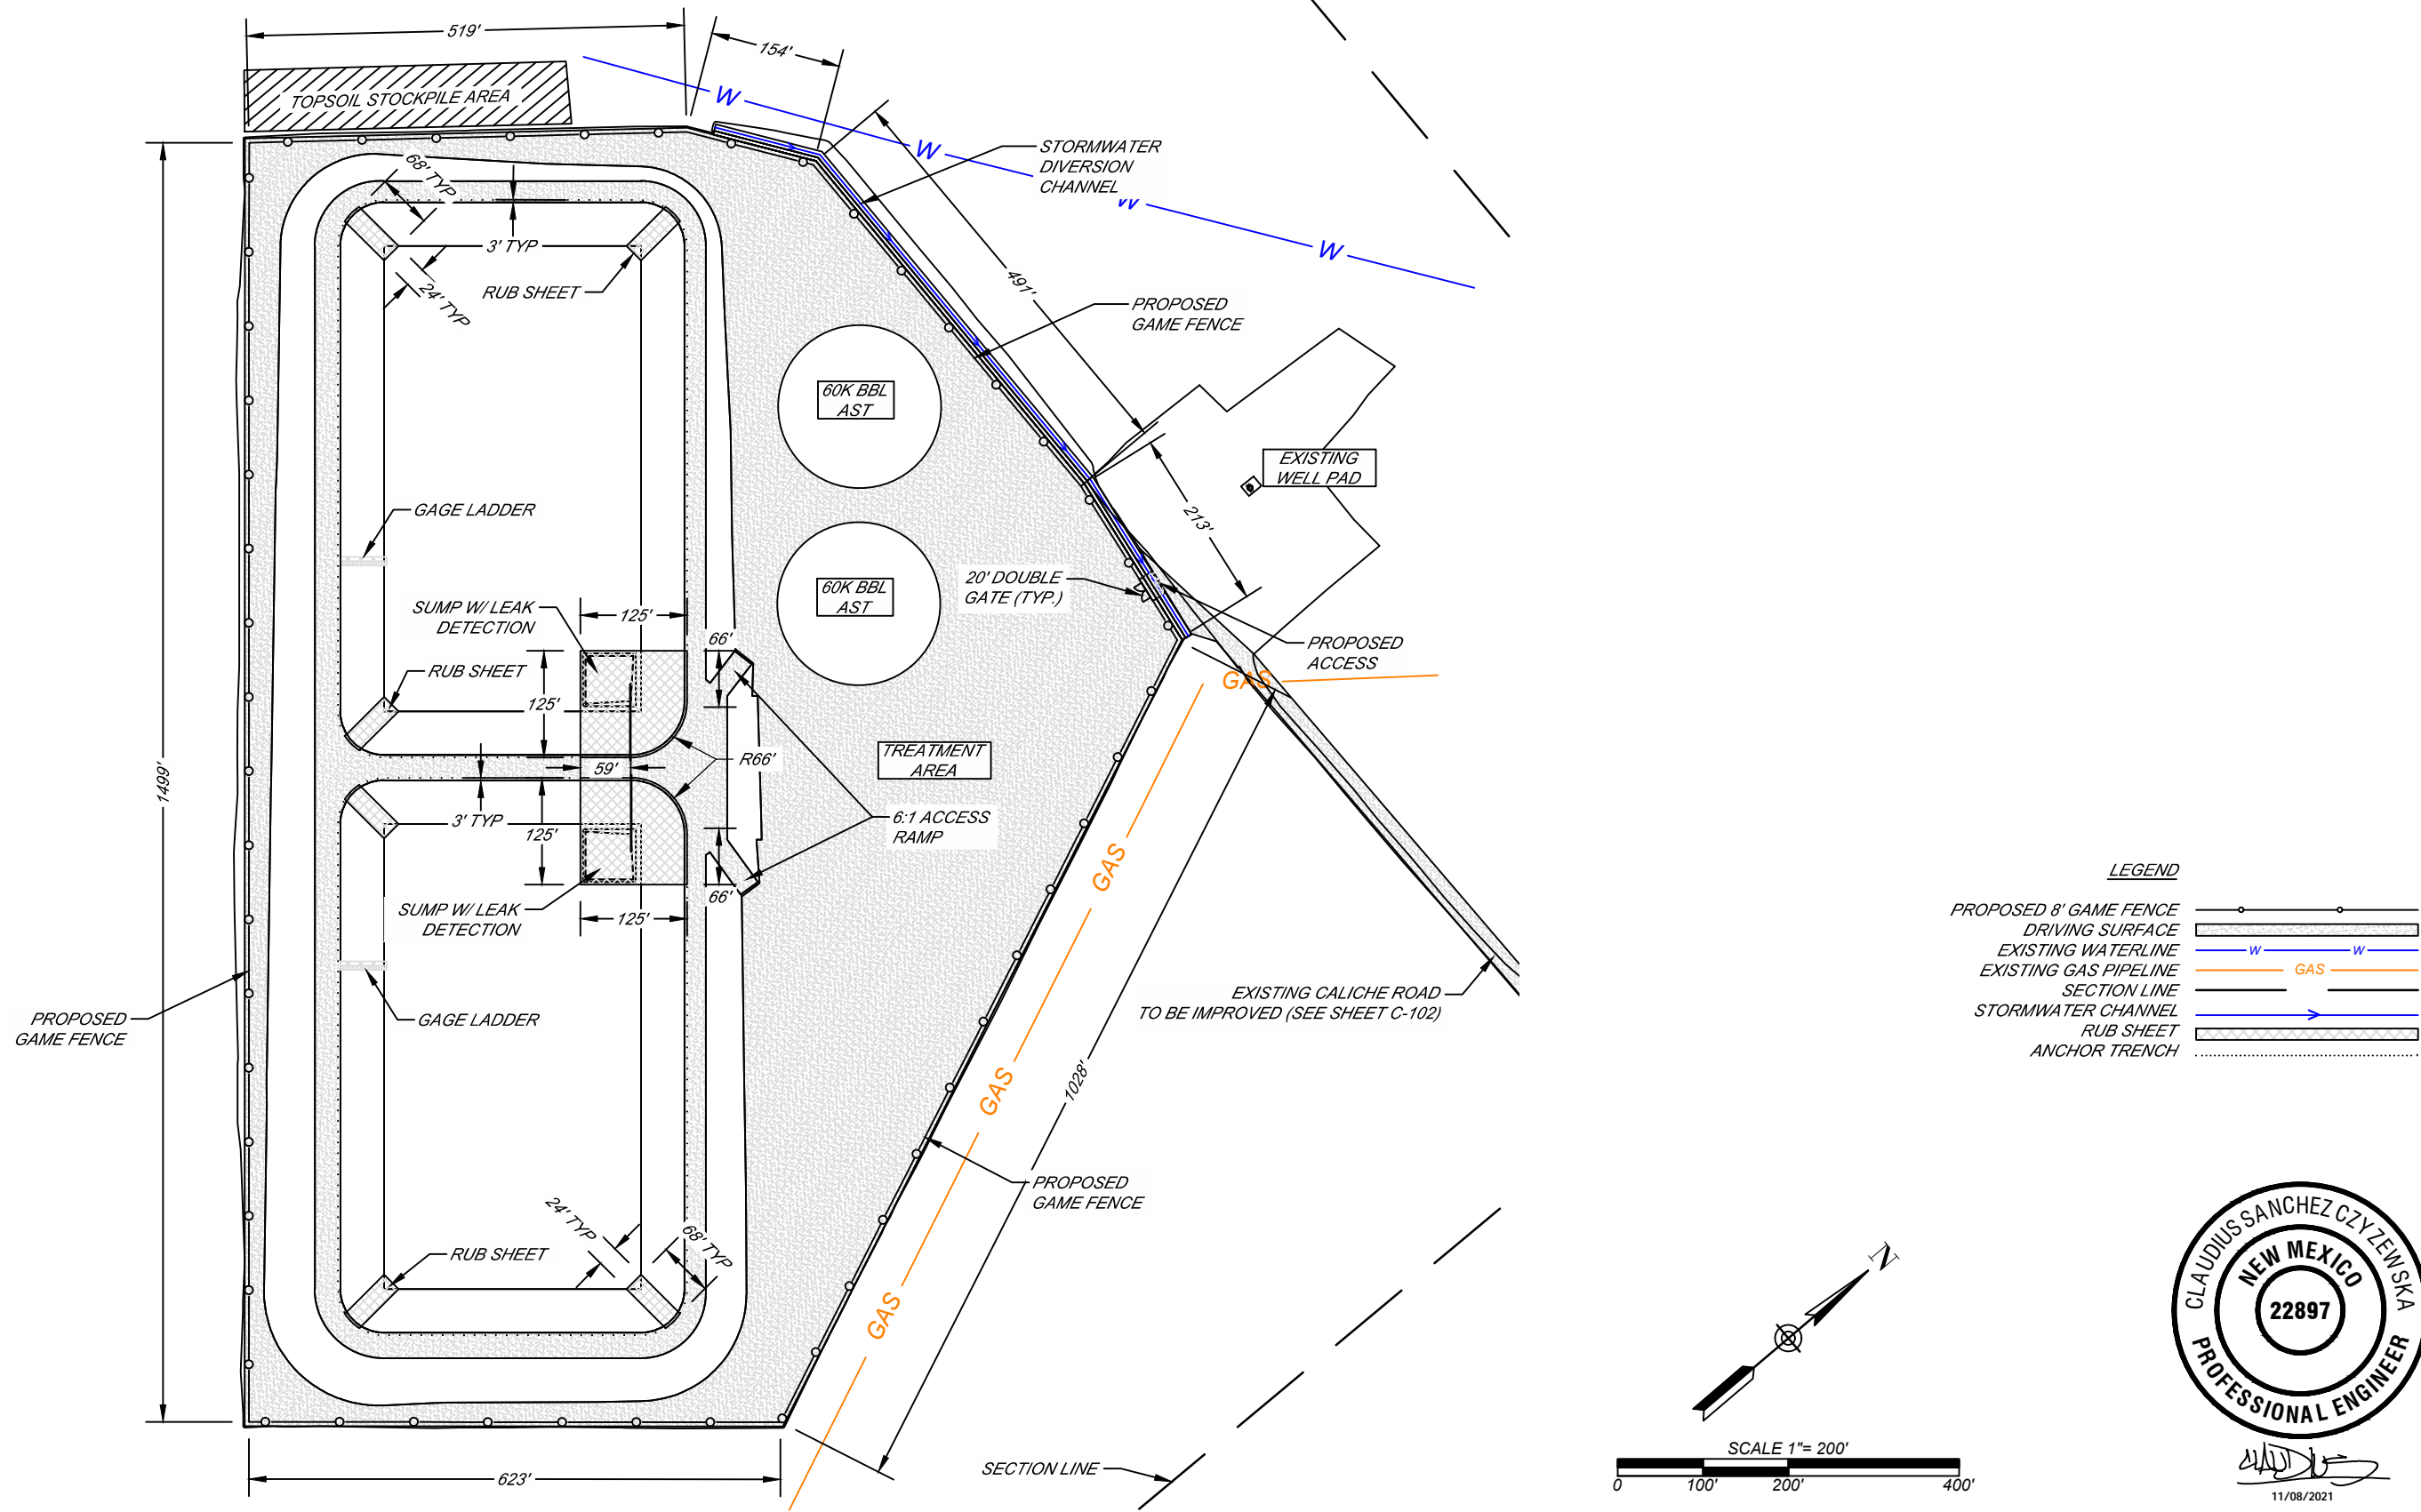 519'
154'
W
TOPSOIL STOCKPILE AREA
W
STORMWATER
DIVERSION
CHANNEL
W
W
68' TYP
3' TYP
24' TYP
RUB SHEET
491'
PROPOSED
GAME FENCE
60K BBL
AST
EXISTING
WELL PAD
GAGE LADDER
213'
20' DOUBLE
GATE (TYP.)
60K BBL
AST
SUMP W/ LEAK
DETECTION
125'
66'
PROPOSED
ACCESS
RUB SHEET
125'
GAS
1499'
59'
R66'
TREATMENT
AREA
3' TYP
125'
6:1 ACCESS
RAMP
GAS
66'
SUMP W/ LEAK
DETECTION
125'
PROPOSED
GAME FENCE
GAGE LADDER
EXISTING CALICHE ROAD
TO BE IMPROVED (SEE SHEET C-102)
GAS
1028'
PROPOSED
GAME FENCE
24' TYP
68' TYP
RUB SHEET
GAS
623'
SECTION LINE
LEGEND
PROPOSED 8' GAME FENCE
DRIVING SURFACE
EXISTING WATERLINE W W
EXISTING GAS PIPELINE GAS
SECTION LINE
STORMWATER CHANNEL
RUB SHEET
ANCHOR TRENCH
N
SCALE 1"= 200'
0 100' 200' 400'
CLAUDIUS SANCHEZ CZYZEWSKA
NEW MEXICO
22897
PROFESSIONAL ENGINEER
11/08/2021